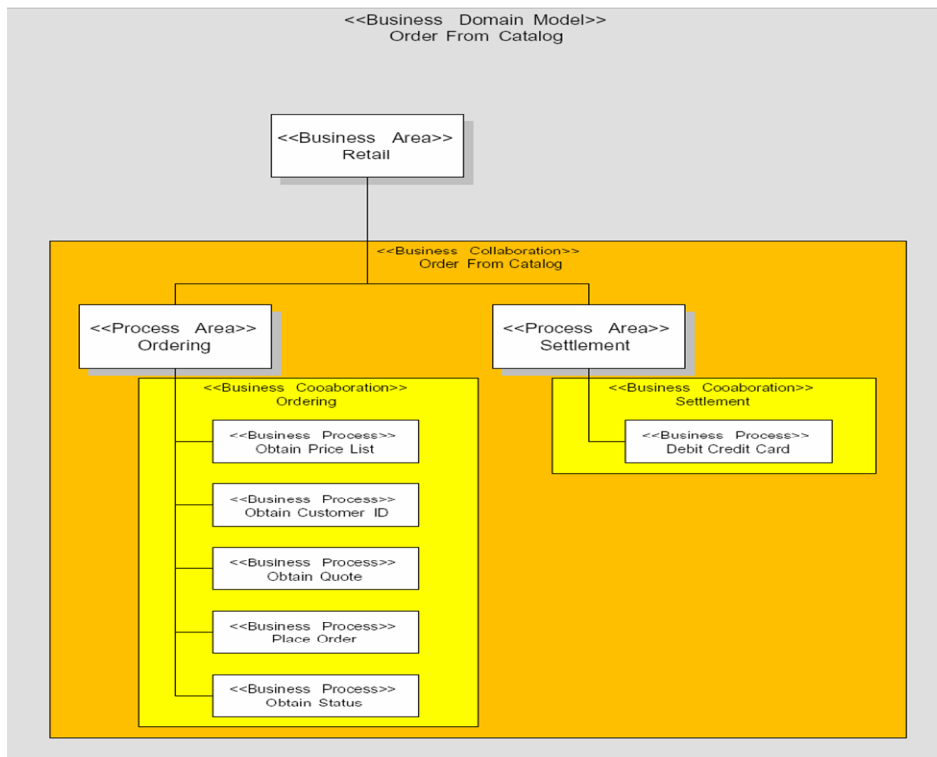 <<Business Domain Model>>
Order From Catalog
<<Business Area>>
Retail
<<Business Collaboration>>
Order From Catalog
<<Process Area>>
Ordering
<<Process Area>>
Settlement
<<Business Cooaboration>>
Ordering
<<Business Process>>
Obtain Price List
<<Business Process>>
Obtain Customer ID
<<Business Process>>
Obtain Quote
<<Business Process>>
Place Order
<<Business Process>>
Obtain Status
<<Business Cooaboration>>
Settlement
<<Business Process>>
Debit Credit Card